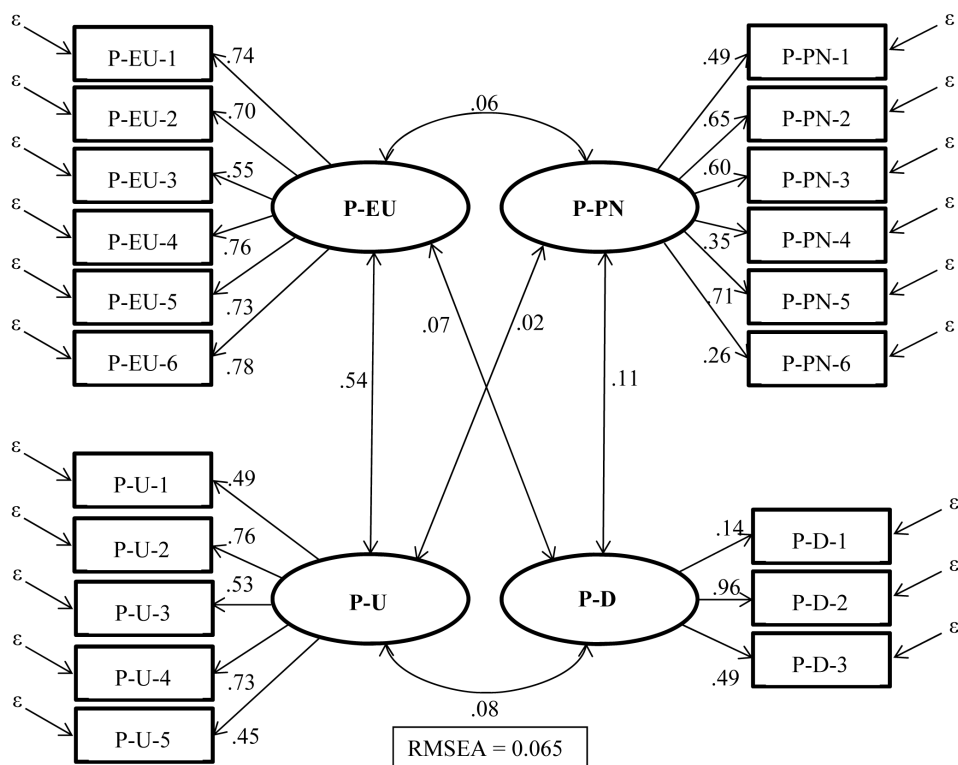 ε
P-EU-1
.74
ε
P-EU-2
.70
ε
P-EU-3
.55
ε
P-EU-4
.76
ε
P-EU-5
.73
ε
P-EU-6
.78
P-EU
.06
P-PN
.49
P-PN-1
ε
.65
P-PN-2
ε
.60
P-PN-3
ε
.35
P-PN-4
ε
.71
P-PN-5
ε
.26
P-PN-6
ε
.54
.07
.02
.11
ε
P-U-1
.49
ε
P-U-2
.76
ε
P-U-3
.53
ε
P-U-4
.73
ε
P-U-5
.45
P-U
P-D
.14
P-D-1
ε
.96
P-D-2
ε
.49
P-D-3
ε
.08
RMSEA = 0.065